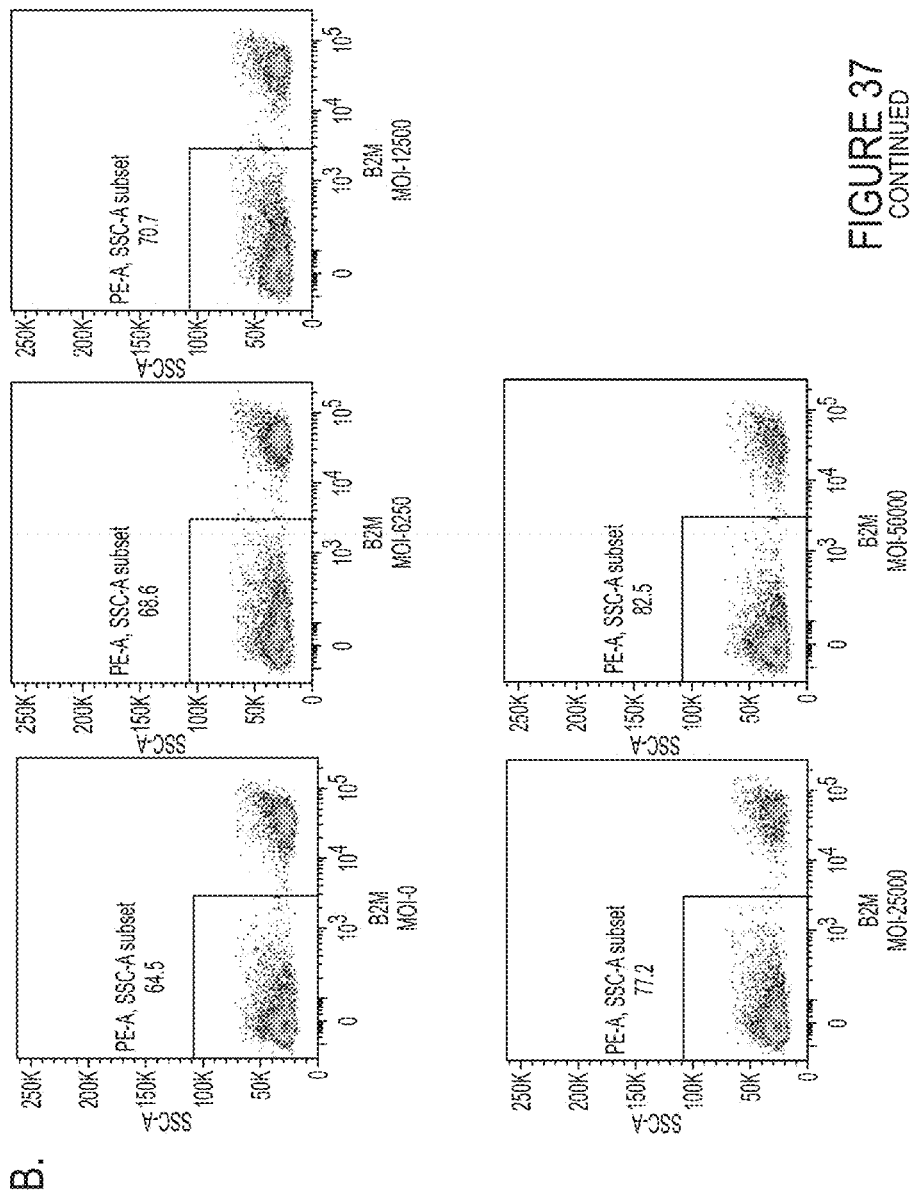 B.
250K
200K
150K
100K
50K
0
SSC-A
PE-A, SSC-A subset
64.5
0
10³
10⁴
10⁵
B2M
MOI-0
250K
200K
150K
100K
50K
0
SSC-A
PE-A, SSC-A subset
68.6
0
10³
10⁴
10⁵
B2M
MOI-6250
250K
200K
150K
100K
50K
0
SSC-A
PE-A, SSC-A subset
70.7
0
10³
10⁴
10⁵
B2M
MOI-12500
250K
200K
150K
100K
50K
0
SSC-A
PE-A, SSC-A subset
77.2
0
10³
10⁴
10⁵
B2M
MOI-25000
250K
200K
150K
100K
50K
0
SSC-A
PE-A, SSC-A subset
82.5
0
10³
10⁴
10⁵
B2M
MOI-50000
FIGURE 37
CONTINUED